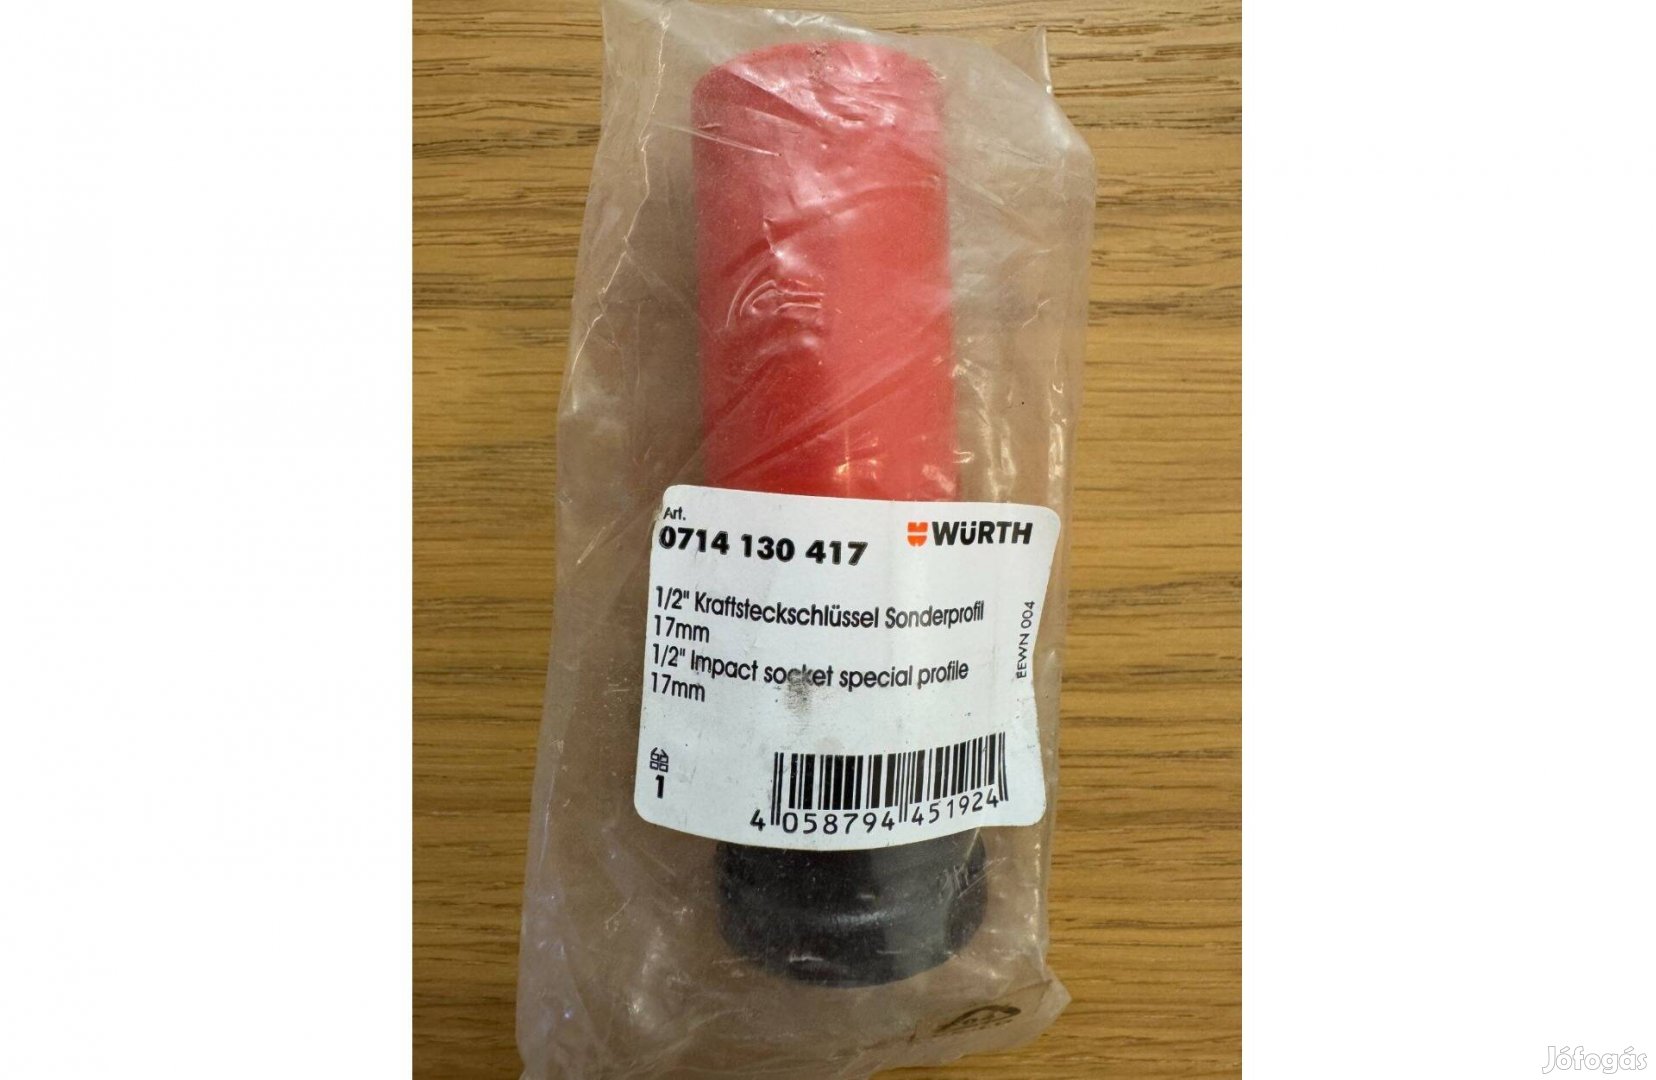 Art.
0714 130 417
WÜRTH
1/2" Kraftsteckschlüssel Sonderprofil
17mm
1/2" Impact socket special profile
17mm
EEWN 004
1
4 058794 451924
Jófogás